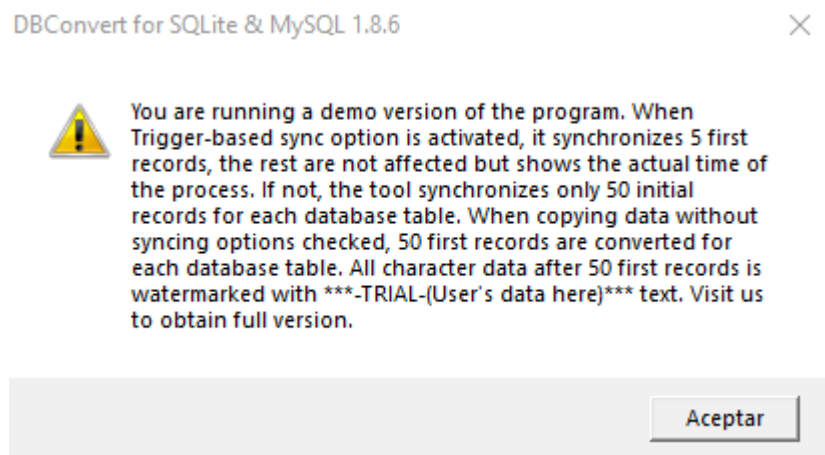 DBConvert for SQLite & MySQL 1.8.6
You are running a demo version of the program. When
Trigger-based sync option is activated, it synchronizes 5 first
records, the rest are not affected but shows the actual time of
the process. If not, the tool synchronizes only 50 initial
records for each database table. When copying data without
syncing options checked, 50 first records are converted for
each database table. All character data after 50 first records is
watermarked with ***-TRIAL-(User's data here)*** text. Visit us
to obtain full version.
Aceptar